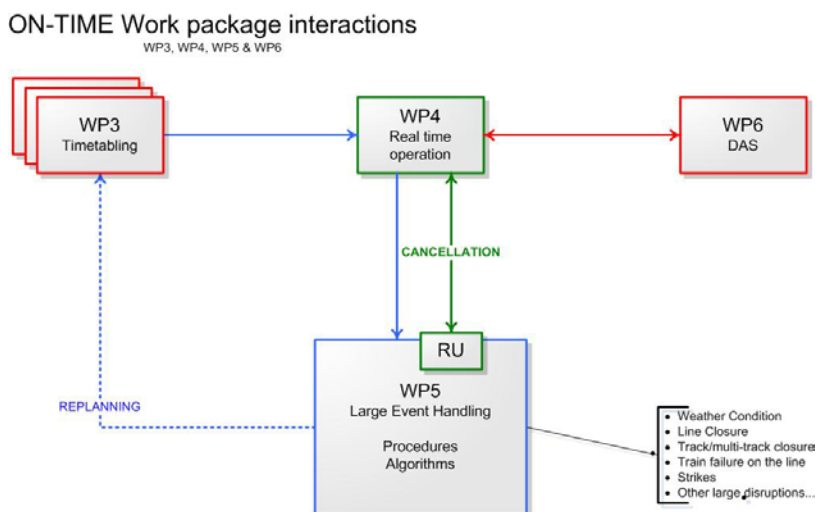 ON-TIME Work package interactions
WP3, WP4, WP5 & WP6
WP3
Timetabling
WP4
Real time
operation
WP6
DAS
CANCELLATION
RU
WP5
Large Event Handling
Procedures
Algorithms
REPLANNING
• Weather Condition
• Line Closure
• Track/multi-track closure
• Train failure on the line
• Strikes
• Other large disruptions...